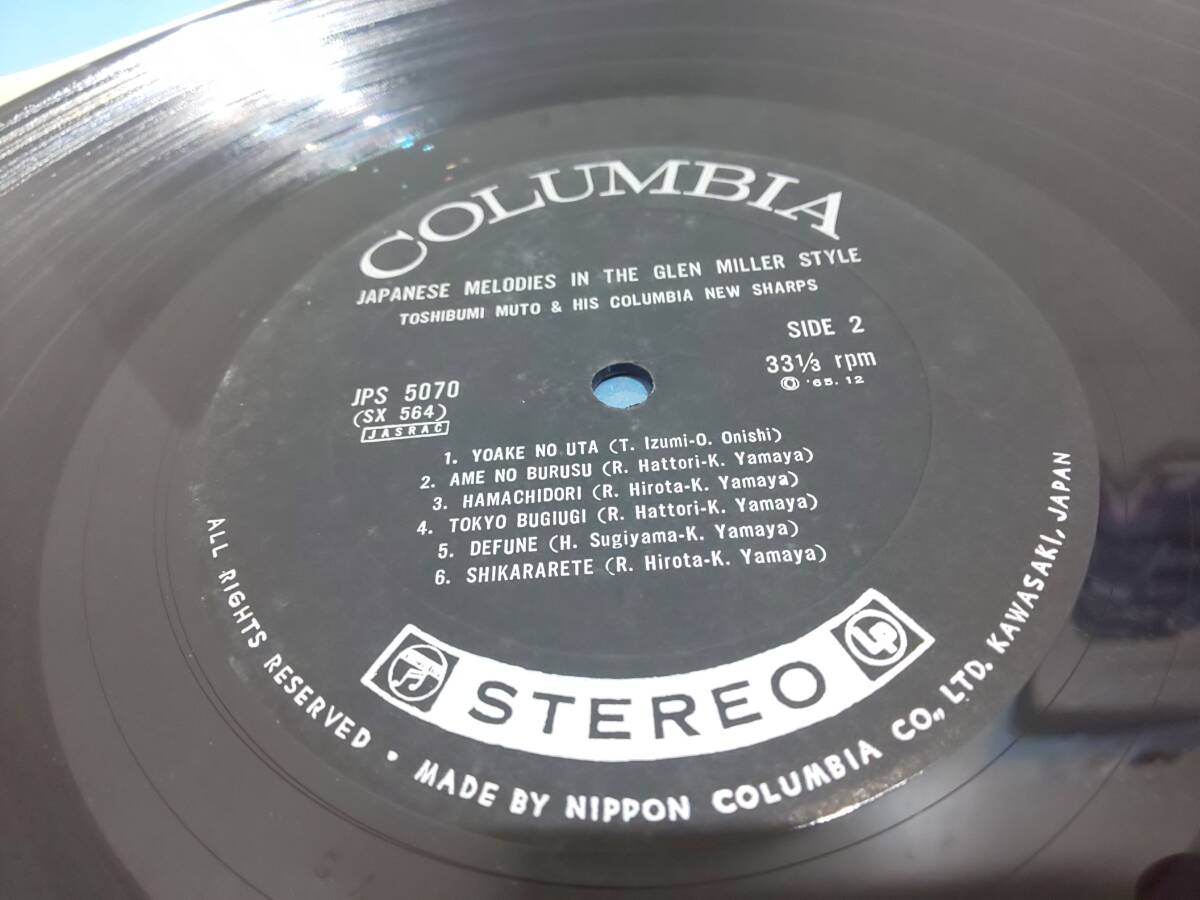 COLUMBIA
JAPANESE MELODIES IN THE GLEN MILLER STYLE
TOSHIBUMI MUTO & HIS COLUMBIA NEW SHARPS
SIDE 2
33 1/3 rpm
Ⓟ '65. 12
JPS 5070
(SX 564)
JASRAC
1. YOAKE NO UTA (T. Izumi-O. Onishi)
2. AME NO BURUSU (R. Hattori-K. Yamaya)
3. HAMACHIDORI (R. Hirota-K. Yamaya)
4. TOKYO BUGIUGI (R. Hattori-K. Yamaya)
5. DEFUNE (H. Sugiyama-K. Yamaya)
6. SHIKARARETE (R. Hirota-K. Yamaya)
STEREO
LP
ALL RIGHTS RESERVED • MADE BY NIPPON COLUMBIA CO., LTD. KAWASAKI, JAPAN